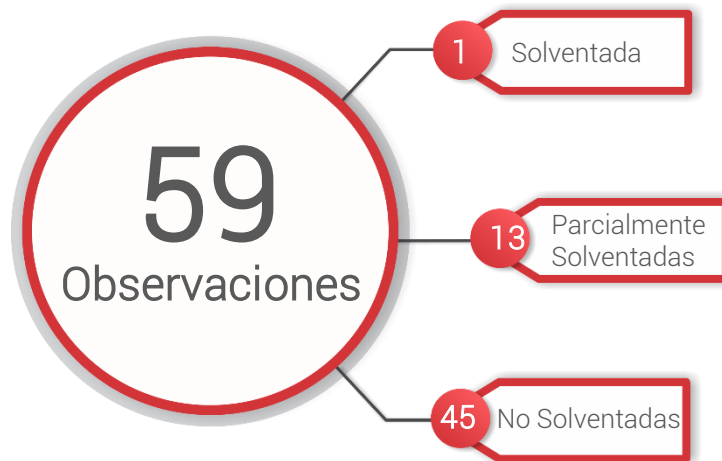 59
Observaciones
1
Solventada
13
Parcialmente
Solventadas
45
No Solventadas